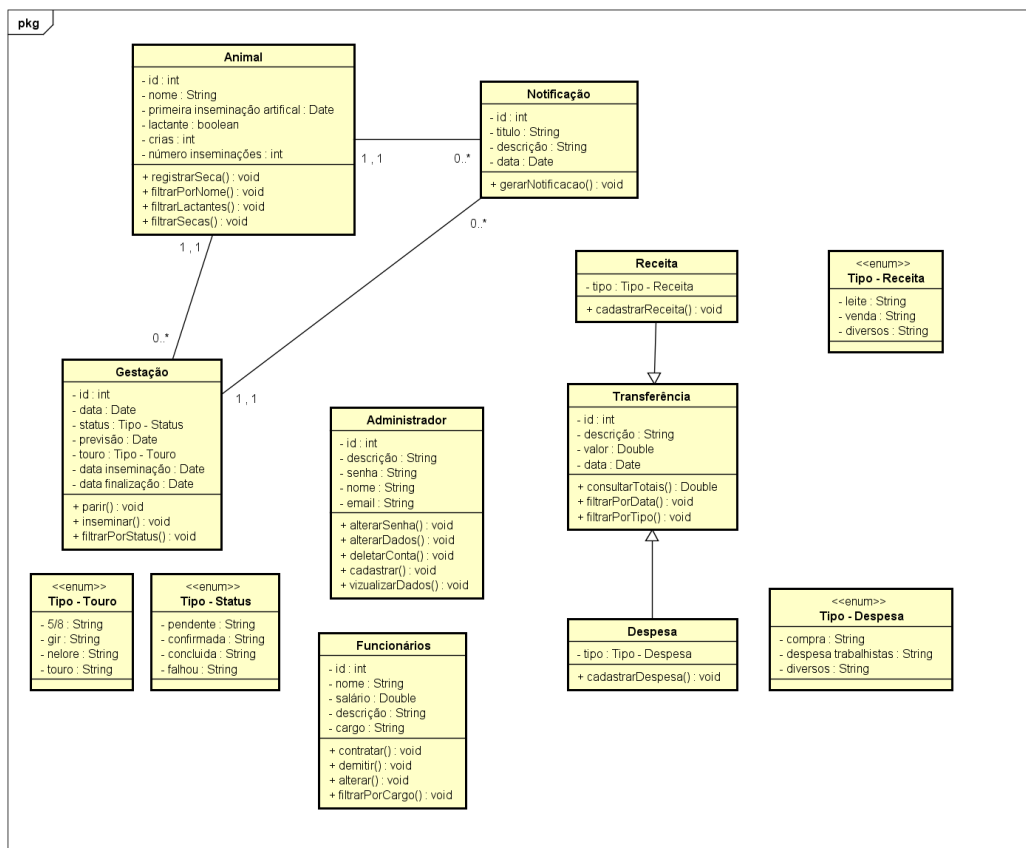 pkg
Animal
- id : int
- nome : String
- primeira inseminação artifical : Date
- lactante : boolean
- crias : int
- número inseminações : int
+ registrarSeca() : void
+ filtrarPorNome() : void
+ filtrarLactantes() : void
+ filtrarSecas() : void
Notificação
- id : int
- titulo : String
- descrição : String
- data : Date
+ gerarNotificacao() : void
1 , 1
0..*
0..*
1 , 1
0..*
1 , 1
Gestação
- id : int
- data : Date
- status : Tipo - Status
- previsão : Date
- touro : Tipo - Touro
- data inseminação : Date
- data finalização : Date
+ parir() : void
+ inseminar() : void
+ filtrarPorStatus() : void
Receita
- tipo : Tipo - Receita
+ cadastrarReceita() : void
<<enum>>
Tipo - Receita
- leite : String
- venda : String
- diversos : String
Transferência
- id : int
- descrição : String
- valor : Double
- data : Date
+ consultarTotais() : Double
+ filtrarPorData() : void
+ filtrarPorTipo() : void
Administrador
- id : int
- descrição : String
- senha : String
- nome : String
- email : String
+ alterarSenha() : void
+ alterarDados() : void
+ deletarConta() : void
+ cadastrar() : void
+ vizualizarDados() : void
<<enum>>
Tipo - Touro
- 5/8 : String
- gir : String
- nelore : String
- touro : String
<<enum>>
Tipo - Status
- pendente : String
- confirmada : String
- concluida : String
- falhou : String
Funcionários
- id : int
- nome : String
- salário : Double
- descrição : String
- cargo : String
+ contratar() : void
+ demitir() : void
+ alterar() : void
+ filtrarPorCargo() : void
Despesa
- tipo : Tipo - Despesa
+ cadastrarDespesa() : void
<<enum>>
Tipo - Despesa
- compra : String
- despesa trabalhistas : String
- diversos : String